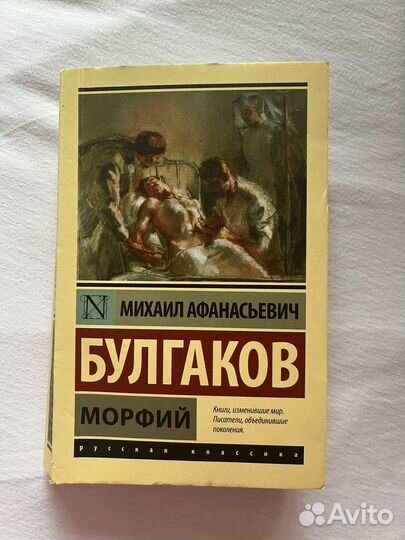 N
МИХАИЛ АФАНАСЬЕВИЧ
БУЛГАКОВ
МОРФИЙ
Книги, изменившие мир.
Писатели, объединившие
поколения.
русская классика
Avito